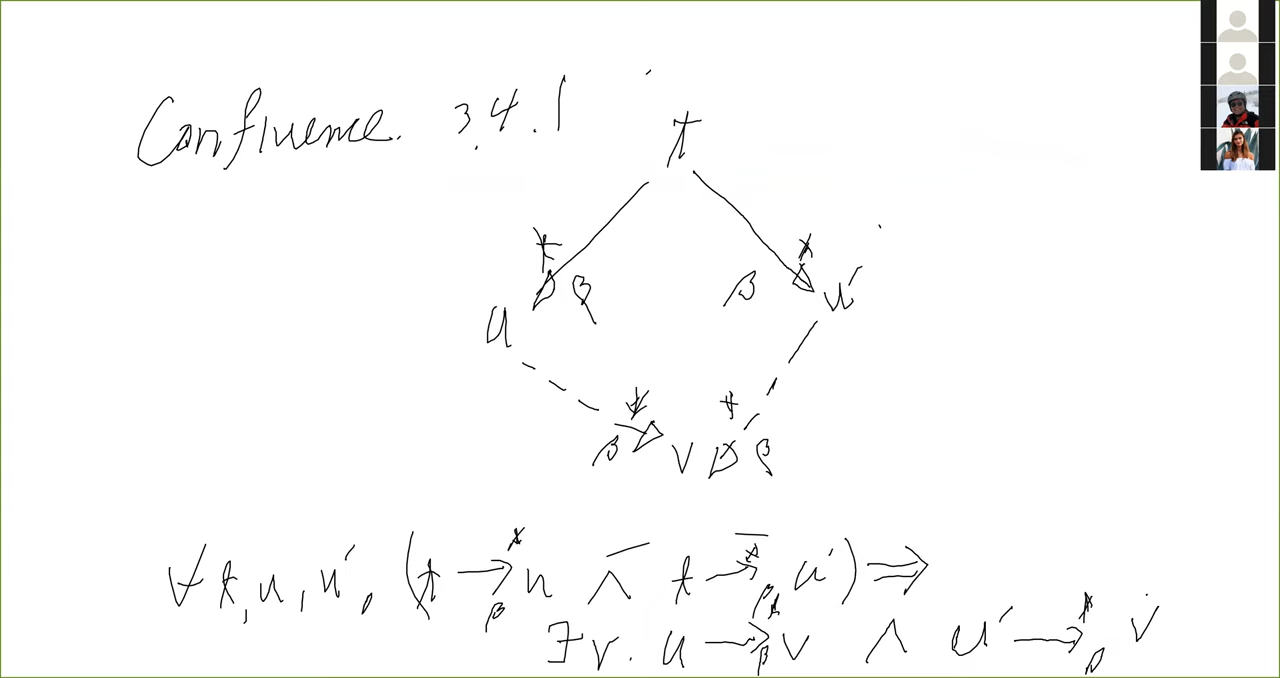 Confluence. 3.4.1
t
* *
β β u'
u
* *
β v β
∀ t, u, u', (t →*β u ∧ t →*β u') ⇒
∃ v. u →*β v ∧ u' →*β v